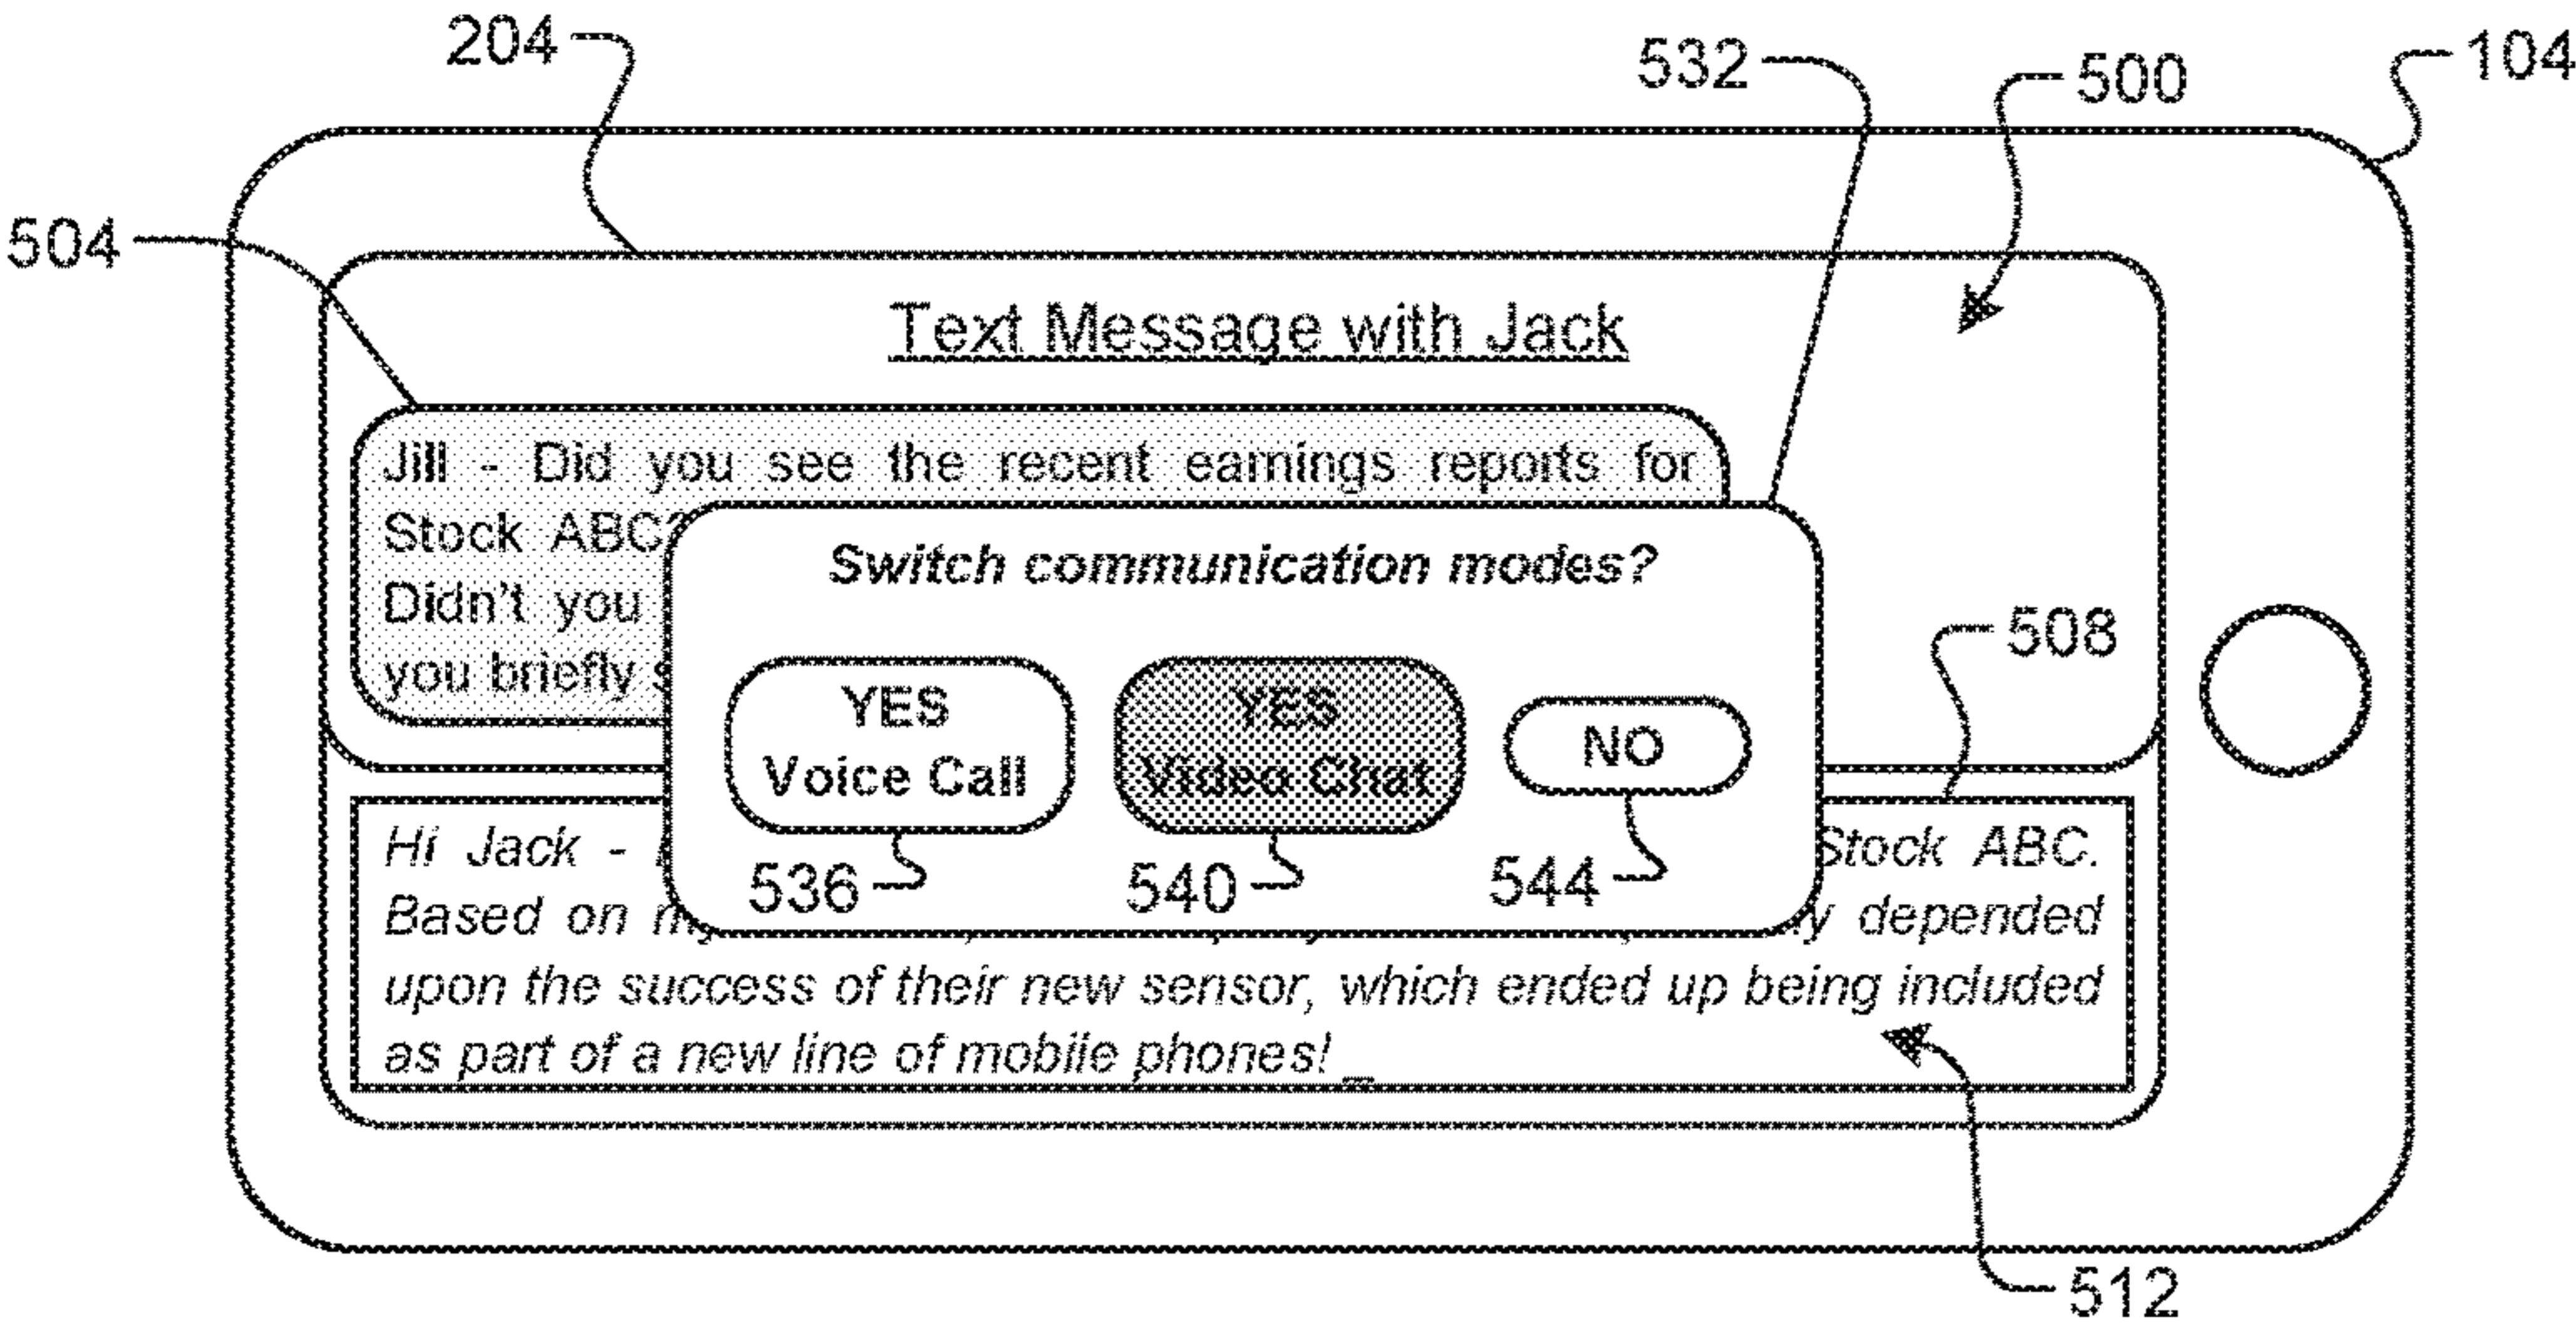 204
532
500
104
504
Text Message with Jack
Jill - Did you see the recent earnings reports for
Stock ABC?
Didn't you
you briefly
Switch communication modes?
508
YES
Voice Call
YES
Video Chat
NO
536
540
544
Hi Jack - Stock ABC.
Based on depended
upon the success of their new sensor, which ended up being included
as part of a new line of mobile phones! _
512